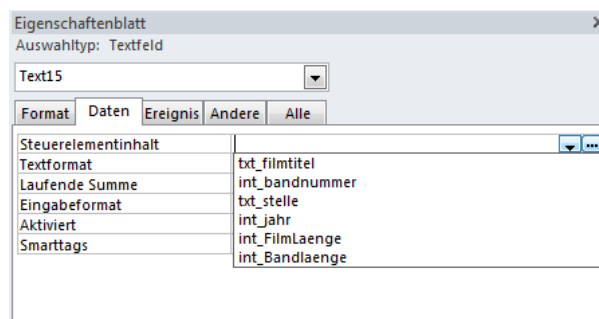 Eigenschaftenblatt
Auswahltyp: Textfeld
Text15
Format Daten Ereignis Andere Alle
Steuerelementinhalt
Textformat txt_filmtitel
Laufende Summe int_bandnummer
Eingabeformat txt_stelle
Aktiviert int_jahr
Smarttags int_FilmLaenge
int_Bandlaenge